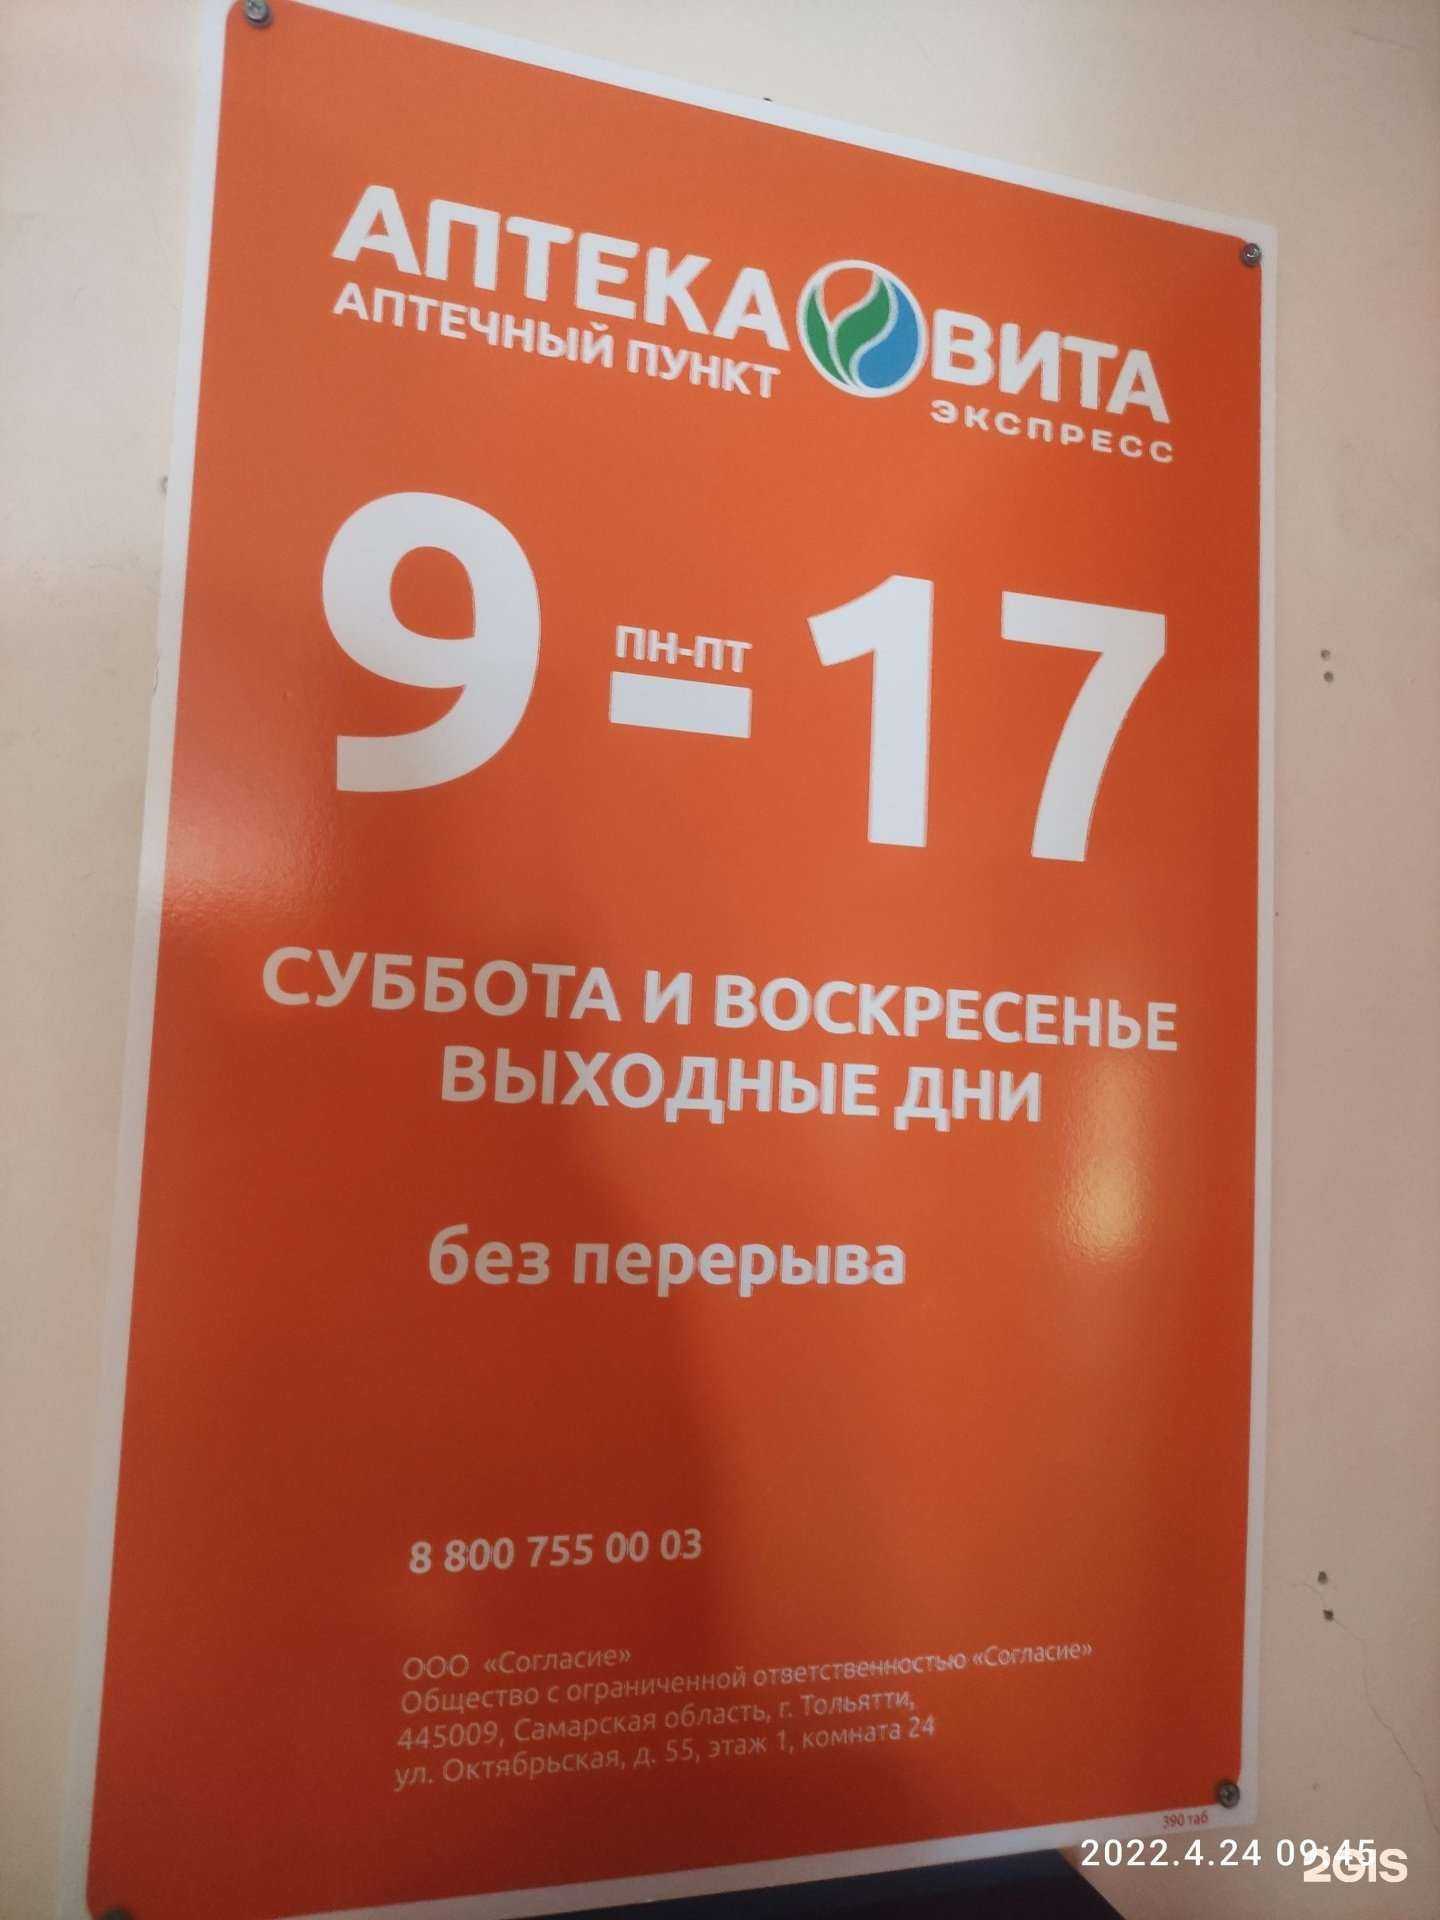 АПТЕКА ВИТА
АПТЕЧНЫЙ ПУНКТ
ЭКСПРЕСС
9 ПН-ПТ – 17
СУББОТА И ВОСКРЕСЕНЬЕ
ВЫХОДНЫЕ ДНИ
без перерыва
8 800 755 00 03
ООО «Согласие»
Общество с ограниченной ответственностью «Согласие»
445009, Самарская область, г. Тольятти,
ул. Октябрьская, д. 55, этаж 1, комната 24
390 таб
2022.4.24 09:45
2GIS